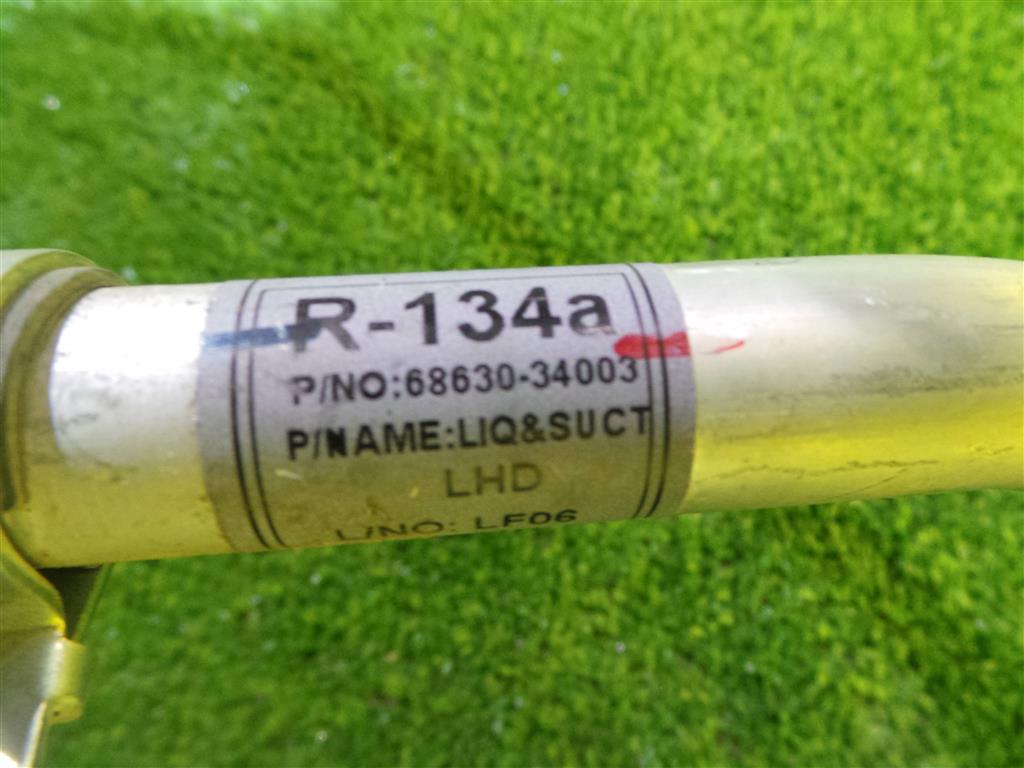 R-134a
P/NO:68630-34003
P/NAME:LIQ&SUCT
LHD
L/NO: LF06